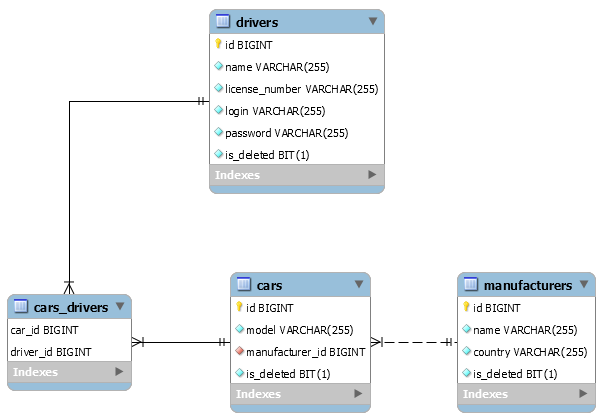 drivers
id BIGINT
name VARCHAR(255)
license_number VARCHAR(255)
login VARCHAR(255)
password VARCHAR(255)
is_deleted BIT(1)
Indexes
cars_drivers
car_id BIGINT
driver_id BIGINT
Indexes
cars
id BIGINT
model VARCHAR(255)
manufacturer_id BIGINT
is_deleted BIT(1)
Indexes
manufacturers
id BIGINT
name VARCHAR(255)
country VARCHAR(255)
is_deleted BIT(1)
Indexes